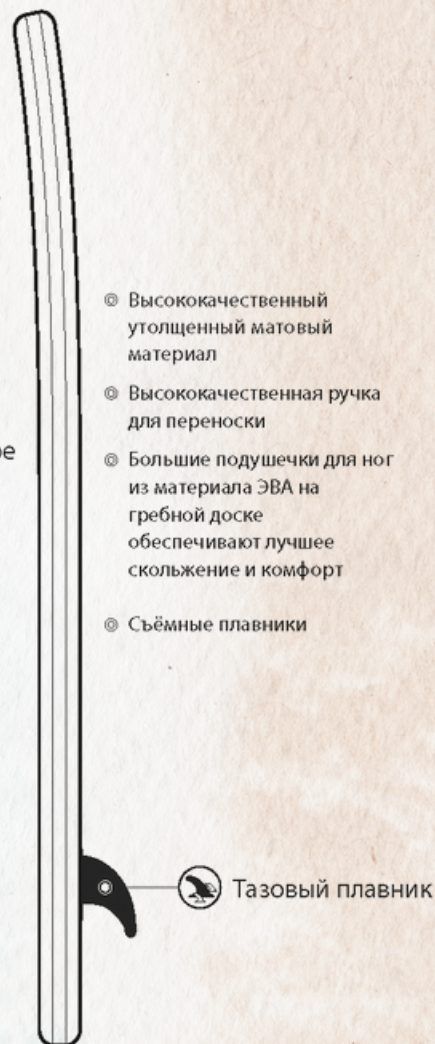 Высококачественный
утолщенный матовый
материал
Высококачественная ручка
для переноски
Большие подушечки для ног
из материала ЭВА на
гребной доске
обеспечивают лучшее
скольжение и комфорт
Съёмные плавники
Тазовый плавник